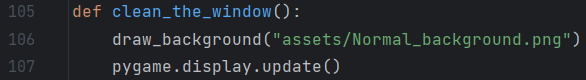 105 def clean_the_window():
106     draw_background("assets/Normal_background.png")
107     pygame.display.update()